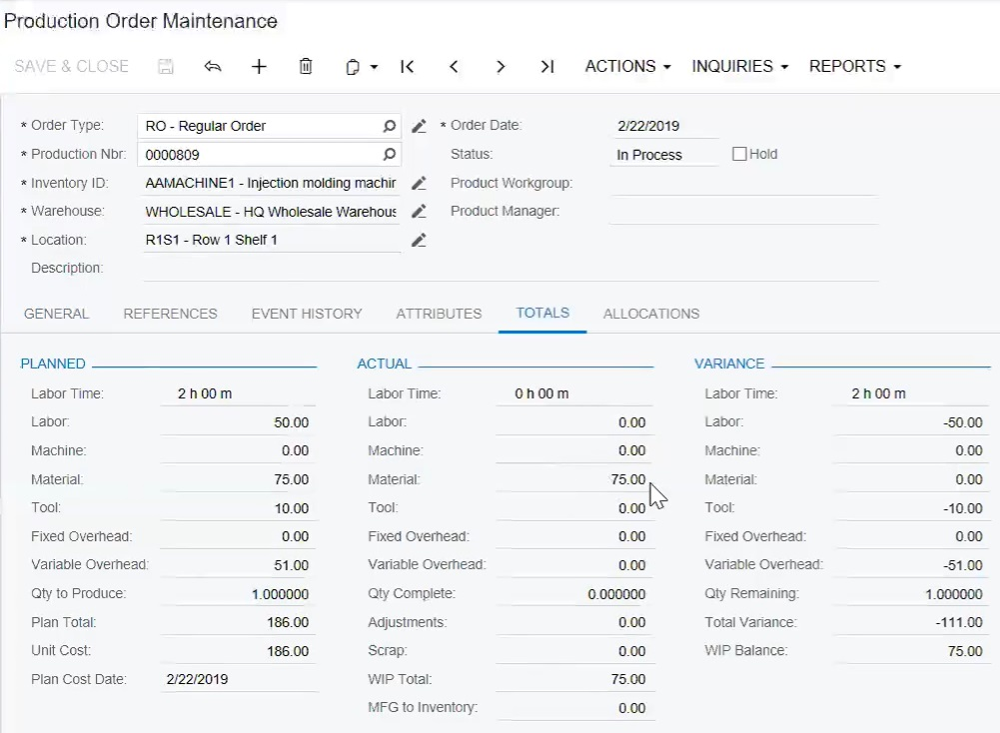 Production Order Maintenance
SAVE & CLOSE ACTIONS INQUIRIES REPORTS
* Order Type: RO - Regular Order * Order Date: 2/22/2019
* Production Nbr: 0000809 Status: In Process Hold
* Inventory ID: AAMACHINE1 - Injection molding machir Product Workgroup:
* Warehouse: WHOLESALE - HQ Wholesale Warehous Product Manager:
* Location: R1S1 - Row 1 Shelf 1
Description:
GENERAL REFERENCES EVENT HISTORY ATTRIBUTES TOTALS ALLOCATIONS
PLANNED ACTUAL VARIANCE
Labor Time: 2 h 00 m Labor Time: 0 h 00 m Labor Time: 2 h 00 m
Labor: 50.00 Labor: 0.00 Labor: -50.00
Machine: 0.00 Machine: 0.00 Machine: 0.00
Material: 75.00 Material: 75.00 Material: 0.00
Tool: 10.00 Tool: 0.00 Tool: -10.00
Fixed Overhead: 0.00 Fixed Overhead: 0.00 Fixed Overhead: 0.00
Variable Overhead: 51.00 Variable Overhead: 0.00 Variable Overhead: -51.00
Qty to Produce: 1.000000 Qty Complete: 0.000000 Qty Remaining: 1.000000
Plan Total: 186.00 Adjustments: 0.00 Total Variance: -111.00
Unit Cost: 186.00 Scrap: 0.00 WIP Balance: 75.00
Plan Cost Date: 2/22/2019 WIP Total: 75.00
MFG to Inventory: 0.00